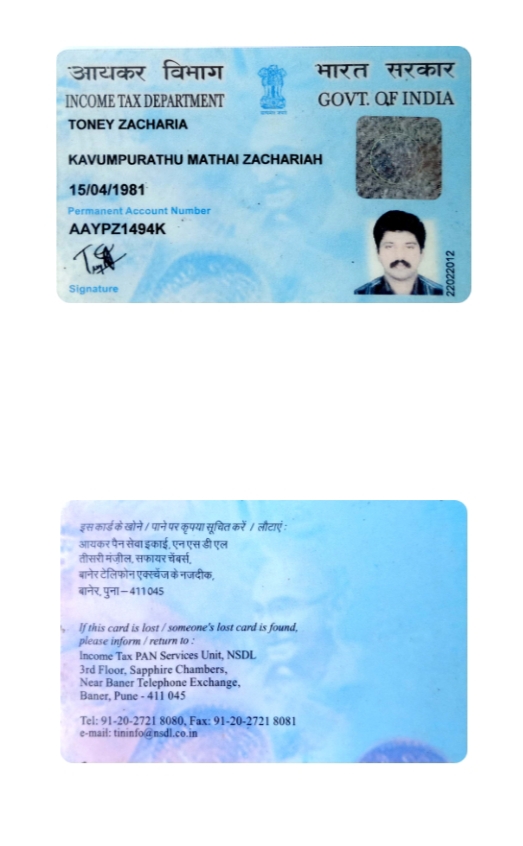 आयकर विभाग
भारत सरकार
INCOME TAX DEPARTMENT
GOVT. OF INDIA
TONEY ZACHARIA
KAVUMPURATHU MATHAI ZACHARIAH
15/04/1981
Permanent Account Number
AAYPZ1494K
Signature
22022012
इस कार्ड के खोने / पाने पर कृपया सूचित करें / लौटाएं :
आयकर पैन सेवा इकाई, एन एस डी एल
तीसरी मंज़ील, सफायर चेंबर्स,
बानेर टेलिफोन एक्स्चेंज के नजदीक,
बानेर, पुना – 411045
If this card is lost / someone's lost card is found,
please inform / return to :
Income Tax PAN Services Unit, NSDL
3rd Floor, Sapphire Chambers,
Near Baner Telephone Exchange,
Baner, Pune - 411 045
Tel: 91-20-2721 8080, Fax: 91-20-2721 8081
e-mail: tininfo@nsdl.co.in